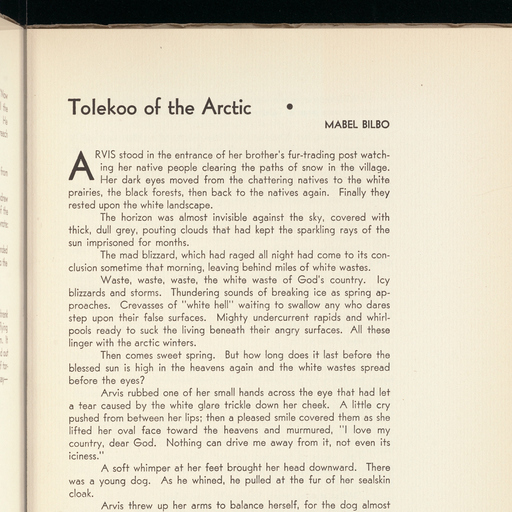 Tolekoo of the Arctic •
MABEL BILBO
ARVIS stood in the entrance of her brother's fur-trading post watch-
ing her native people clearing the paths of snow in the village.
Her dark eyes moved from the chattering natives to the white
prairies, the black forests, then back to the natives again. Finally they
rested upon the white landscape.
The horizon was almost invisible against the sky, covered with
thick, dull grey, pouting clouds that had kept the sparkling rays of the
sun imprisoned for months.
The mad blizzard, which had raged all night had come to its con-
clusion sometime that morning, leaving behind miles of white wastes.
Waste, waste, waste, the white waste of God's country. Icy
blizzards and storms. Thundering sounds of breaking ice as spring ap-
proaches. Crevasses of "white hell" waiting to swallow any who dares
step upon their false surfaces. Mighty undercurrent rapids and whirl-
pools ready to suck the living beneath their angry surfaces. All these
linger with the arctic winters.
Then comes sweet spring. But how long does it last before the
blessed sun is high in the heavens again and the white wastes spread
before the eyes?
Arvis rubbed one of her small hands across the eye that had let
a tear caused by the white glare trickle down her cheek. A little cry
pushed from between her lips; then a pleased smile covered them as she
lifted her oval face toward the heavens and murmured, "I love my
country, dear God. Nothing can drive me away from it, not even its
iciness."
A soft whimper at her feet brought her head downward. There
was a young dog. As he whined, he pulled at the fur of her sealskin
cloak.
Arvis threw up her arms to balance herself, for the dog almost